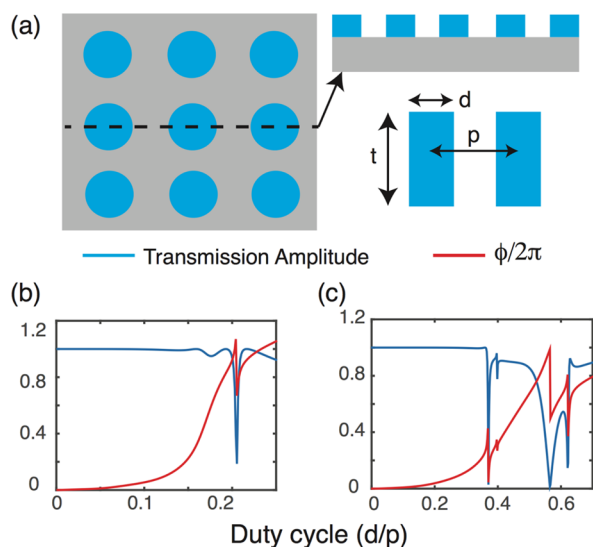 (a)
d
t
p
Transmission Amplitude
ϕ/2π
(b)
(c)
1.2
0.8
0.4
0
0
0.1
0.2
1.2
0.8
0.4
0
0
0.2
0.4
0.6
Duty cycle (d/p)